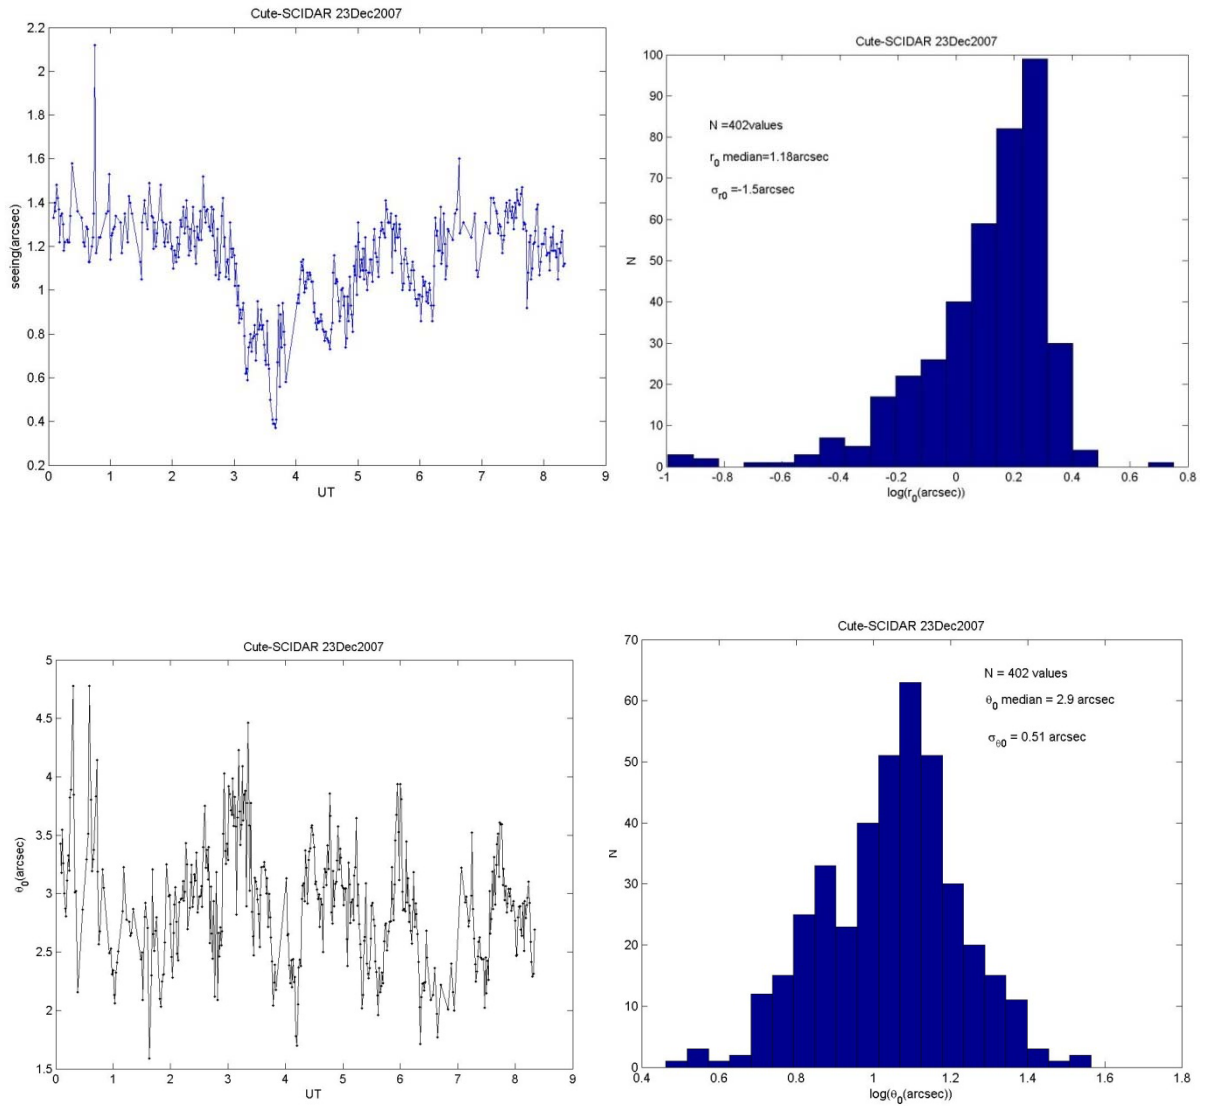 Cute-SCIDAR 23Dec2007
2.2
2
1.8
1.6
1.4
1.2
1
0.8
0.6
0.4
0.2
seeing(arcsec)
0 1 2 3 4 5 6 7 8 9
UT
Cute-SCIDAR 23Dec2007
100
90
80
70
60
50
40
30
20
10
0
N
N =402values
r0 median=1.18arcsec
σr0 =-1.5arcsec
-1 -0.8 -0.6 -0.4 -0.2 0 0.2 0.4 0.6 0.8
log(r0(arcsec))
Cute-SCIDAR 23Dec2007
5
4.5
4
3.5
3
2.5
2
1.5
θ0(arcsec)
0 1 2 3 4 5 6 7 8 9
UT
Cute-SCIDAR 23Dec2007
70
60
50
40
30
20
10
0
N
N = 402 values
θ0 median = 2.9 arcsec
σθ0 = 0.51 arcsec
0.4 0.6 0.8 1 1.2 1.4 1.6 1.8
log(θ0(arcsec))